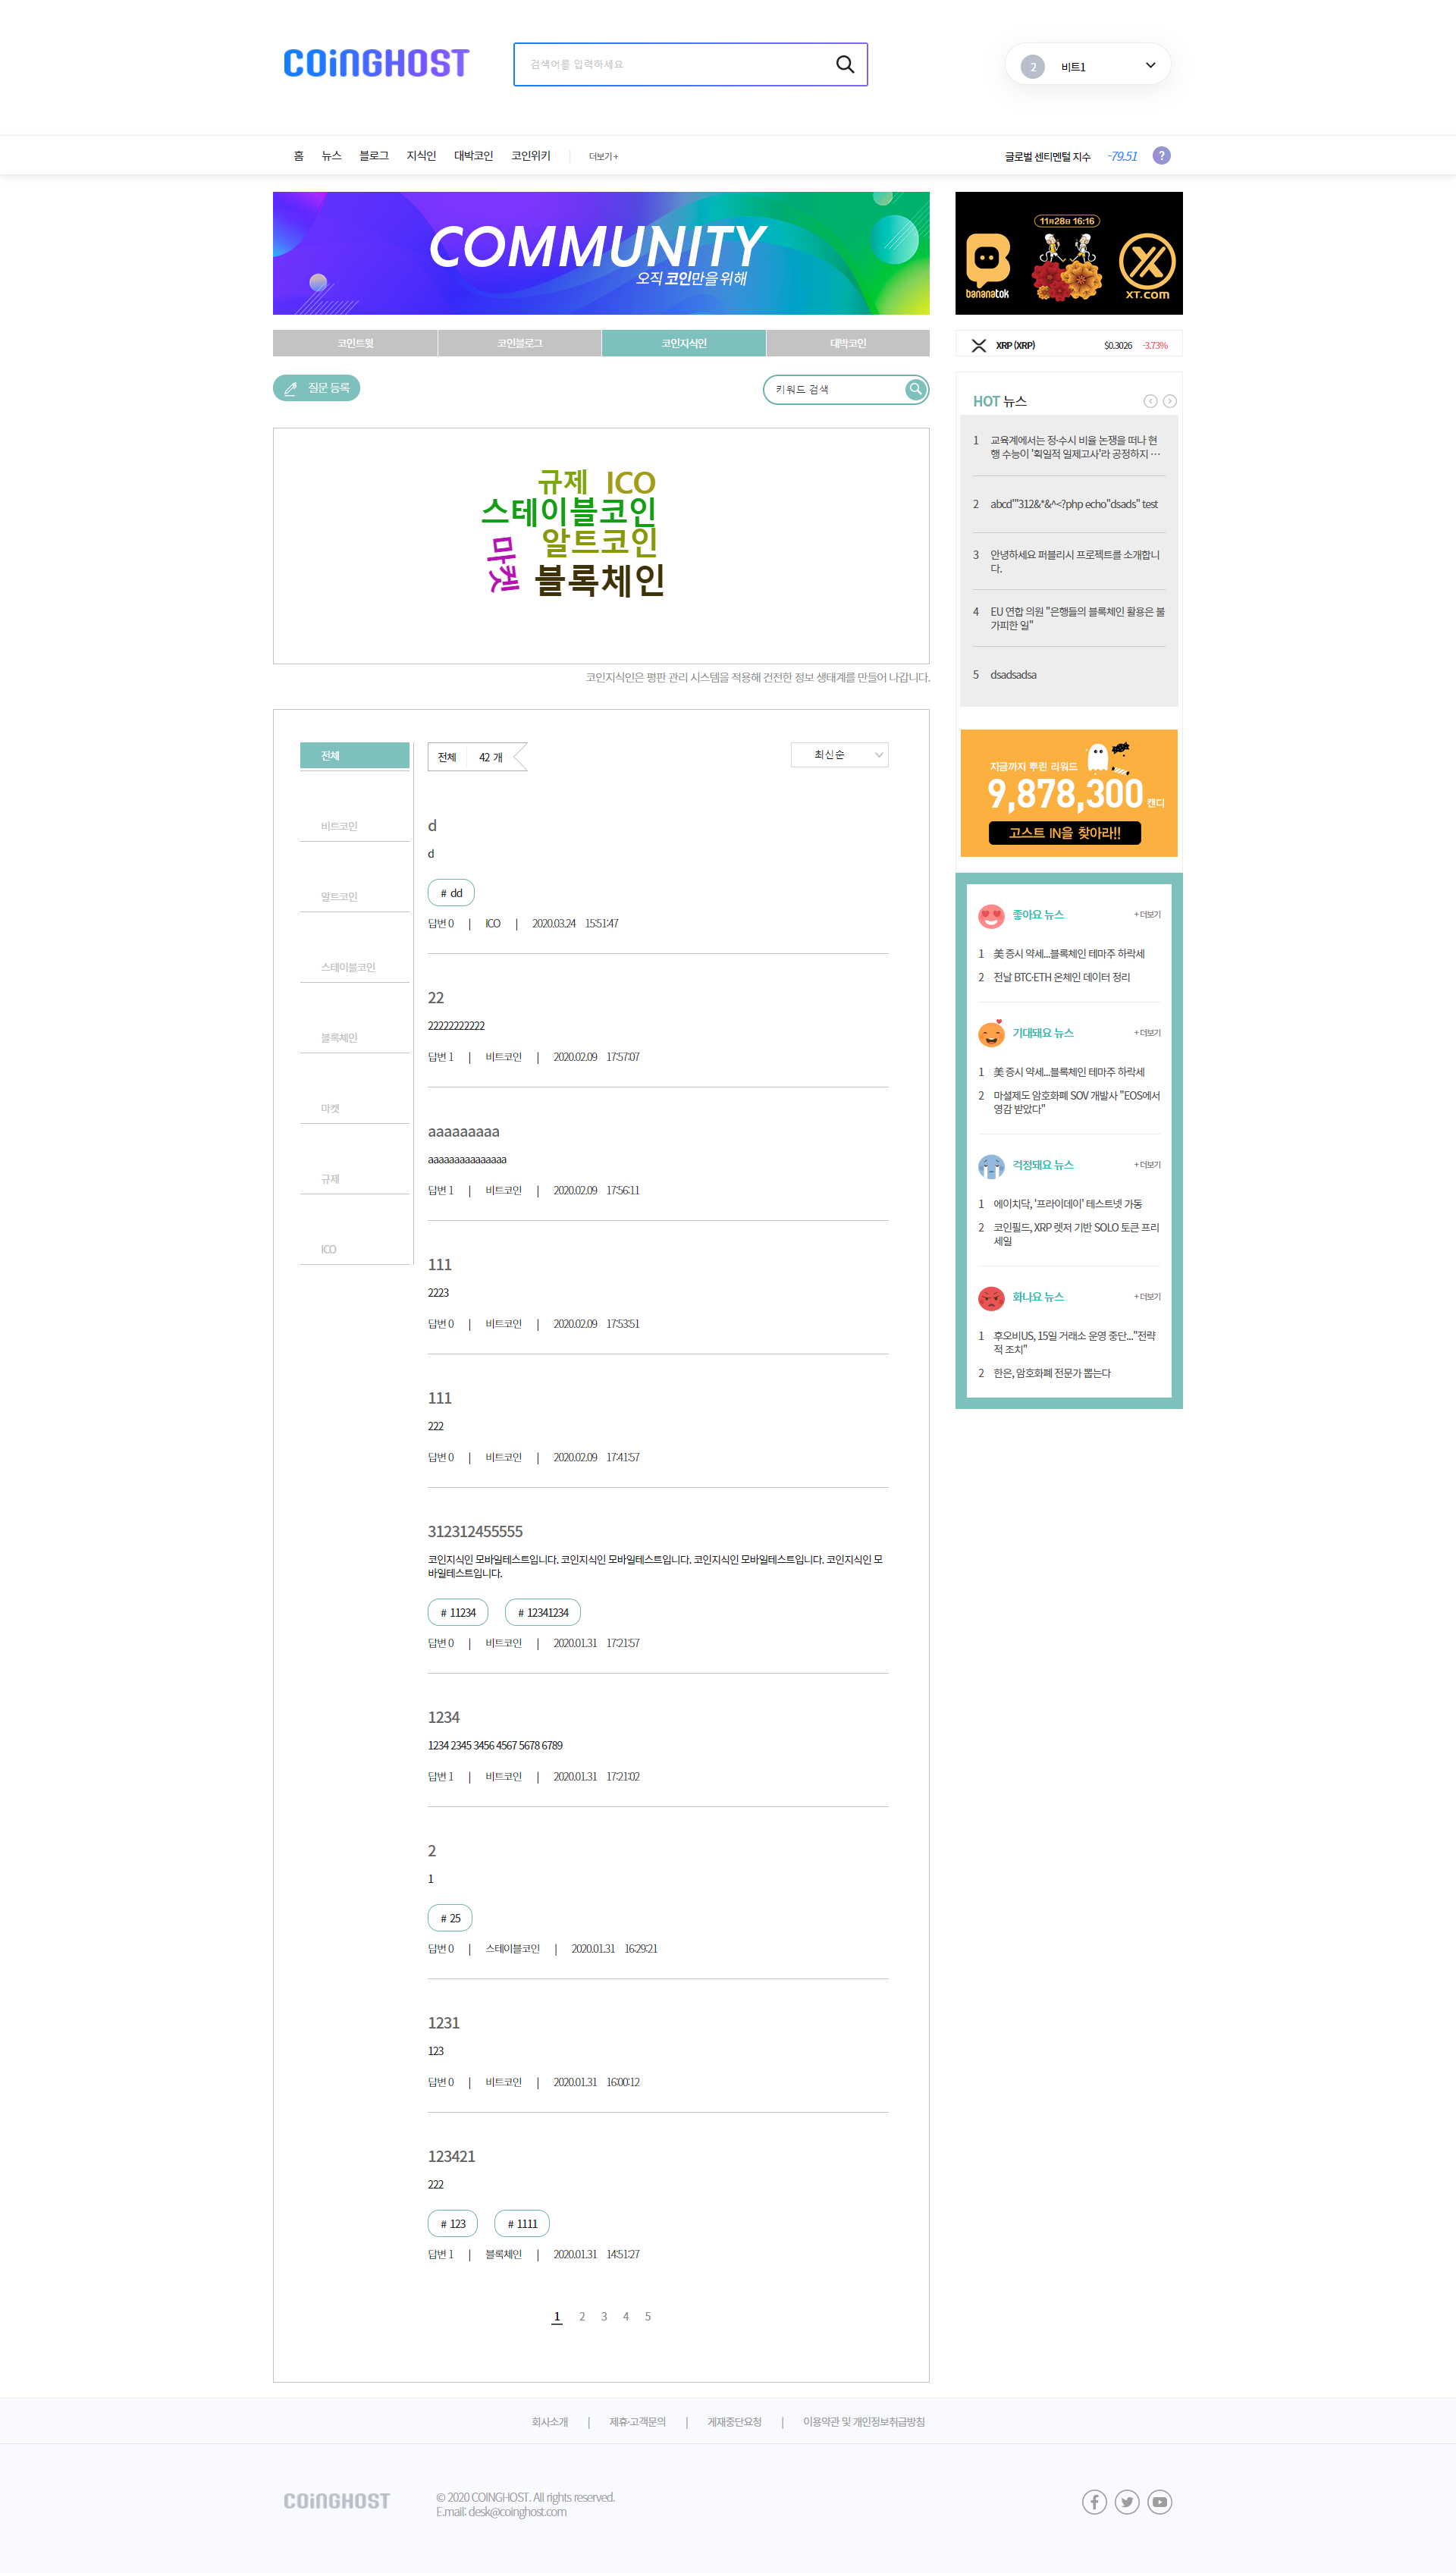 COiNGHOST
검색어를 입력하세요
2 비트1
홈 뉴스 블로그 지식인 대박코인 코인위키 더보기 +
글로벌 센티멘털 지수 -79.51 ?
COMMUNITY
오직 코인만을 위해
11월28일 16:16
bananatok
XT.com
코인트윗 코인블로그 코인지식인 대박코인
XRP (XRP) $0.3026 -3.73%
질문 등록
키워드 검색
HOT 뉴스
1 교육계에서는 정·수시 비율 논쟁을 떠나 현
행 수능이 '획일적 일제고사'라 공정하지 …
2 abcd'"312&*&^<?php echo"dsads" test
3 안녕하세요 퍼블리시 프로젝트를 소개합니
다.
4 EU 연합 의원 "은행들의 블록체인 활용은 불
가피한 일"
5 dsadsadsa
규제 ICO
스테이블코인
알트코인
마켓
블록체인
코인지식인은 평판 관리 시스템을 적용해 건전한 정보 생태계를 만들어 나갑니다.
전체
비트코인
알트코인
스테이블코인
블록체인
마켓
규제
ICO
전체 42 개
최신순
d
d
# dd
답변 0 | ICO | 2020.03.24 15:51:47
22
22222222222
답변 1 | 비트코인 | 2020.02.09 17:57:07
aaaaaaaaa
aaaaaaaaaaaaaaa
답변 1 | 비트코인 | 2020.02.09 17:56:11
111
2223
답변 0 | 비트코인 | 2020.02.09 17:53:51
111
222
답변 0 | 비트코인 | 2020.02.09 17:41:57
312312455555
코인지식인 모바일테스트입니다. 코인지식인 모바일테스트입니다. 코인지식인 모바일테스트입니다. 코인지식인 모
바일테스트입니다.
# 11234 # 12341234
답변 0 | 비트코인 | 2020.01.31 17:21:57
1234
1234 2345 3456 4567 5678 6789
답변 1 | 비트코인 | 2020.01.31 17:21:02
2
1
# 25
답변 0 | 스테이블코인 | 2020.01.31 16:29:21
1231
123
답변 0 | 비트코인 | 2020.01.31 16:00:12
123421
222
# 123 # 1111
답변 1 | 블록체인 | 2020.01.31 14:51:27
1 2 3 4 5
지금까지 뿌린 리워드
9,878,300 캔디
고스트 IN을 찾아라!!
좋아요 뉴스 + 더보기
1 美 증시 약세...블록체인 테마주 하락세
2 전날 BTC·ETH 온체인 데이터 정리
기대돼요 뉴스 + 더보기
1 美 증시 약세...블록체인 테마주 하락세
2 마셜제도 암호화폐 SOV 개발사 "EOS에서
영감 받았다"
걱정돼요 뉴스 + 더보기
1 에이치닥, '프라이데이' 테스트넷 가동
2 코인필드, XRP 렛저 기반 SOLO 토큰 프리
세일
화나요 뉴스 + 더보기
1 후오비US, 15일 거래소 운영 중단..."전략
적 조치"
2 한은, 암호화폐 전문가 뽑는다
회사소개 | 제휴·고객문의 | 게재중단요청 | 이용약관 및 개인정보취급방침
COiNGHOST
© 2020 COINGHOST. All rights reserved.
E.mail: desk@coinghost.com